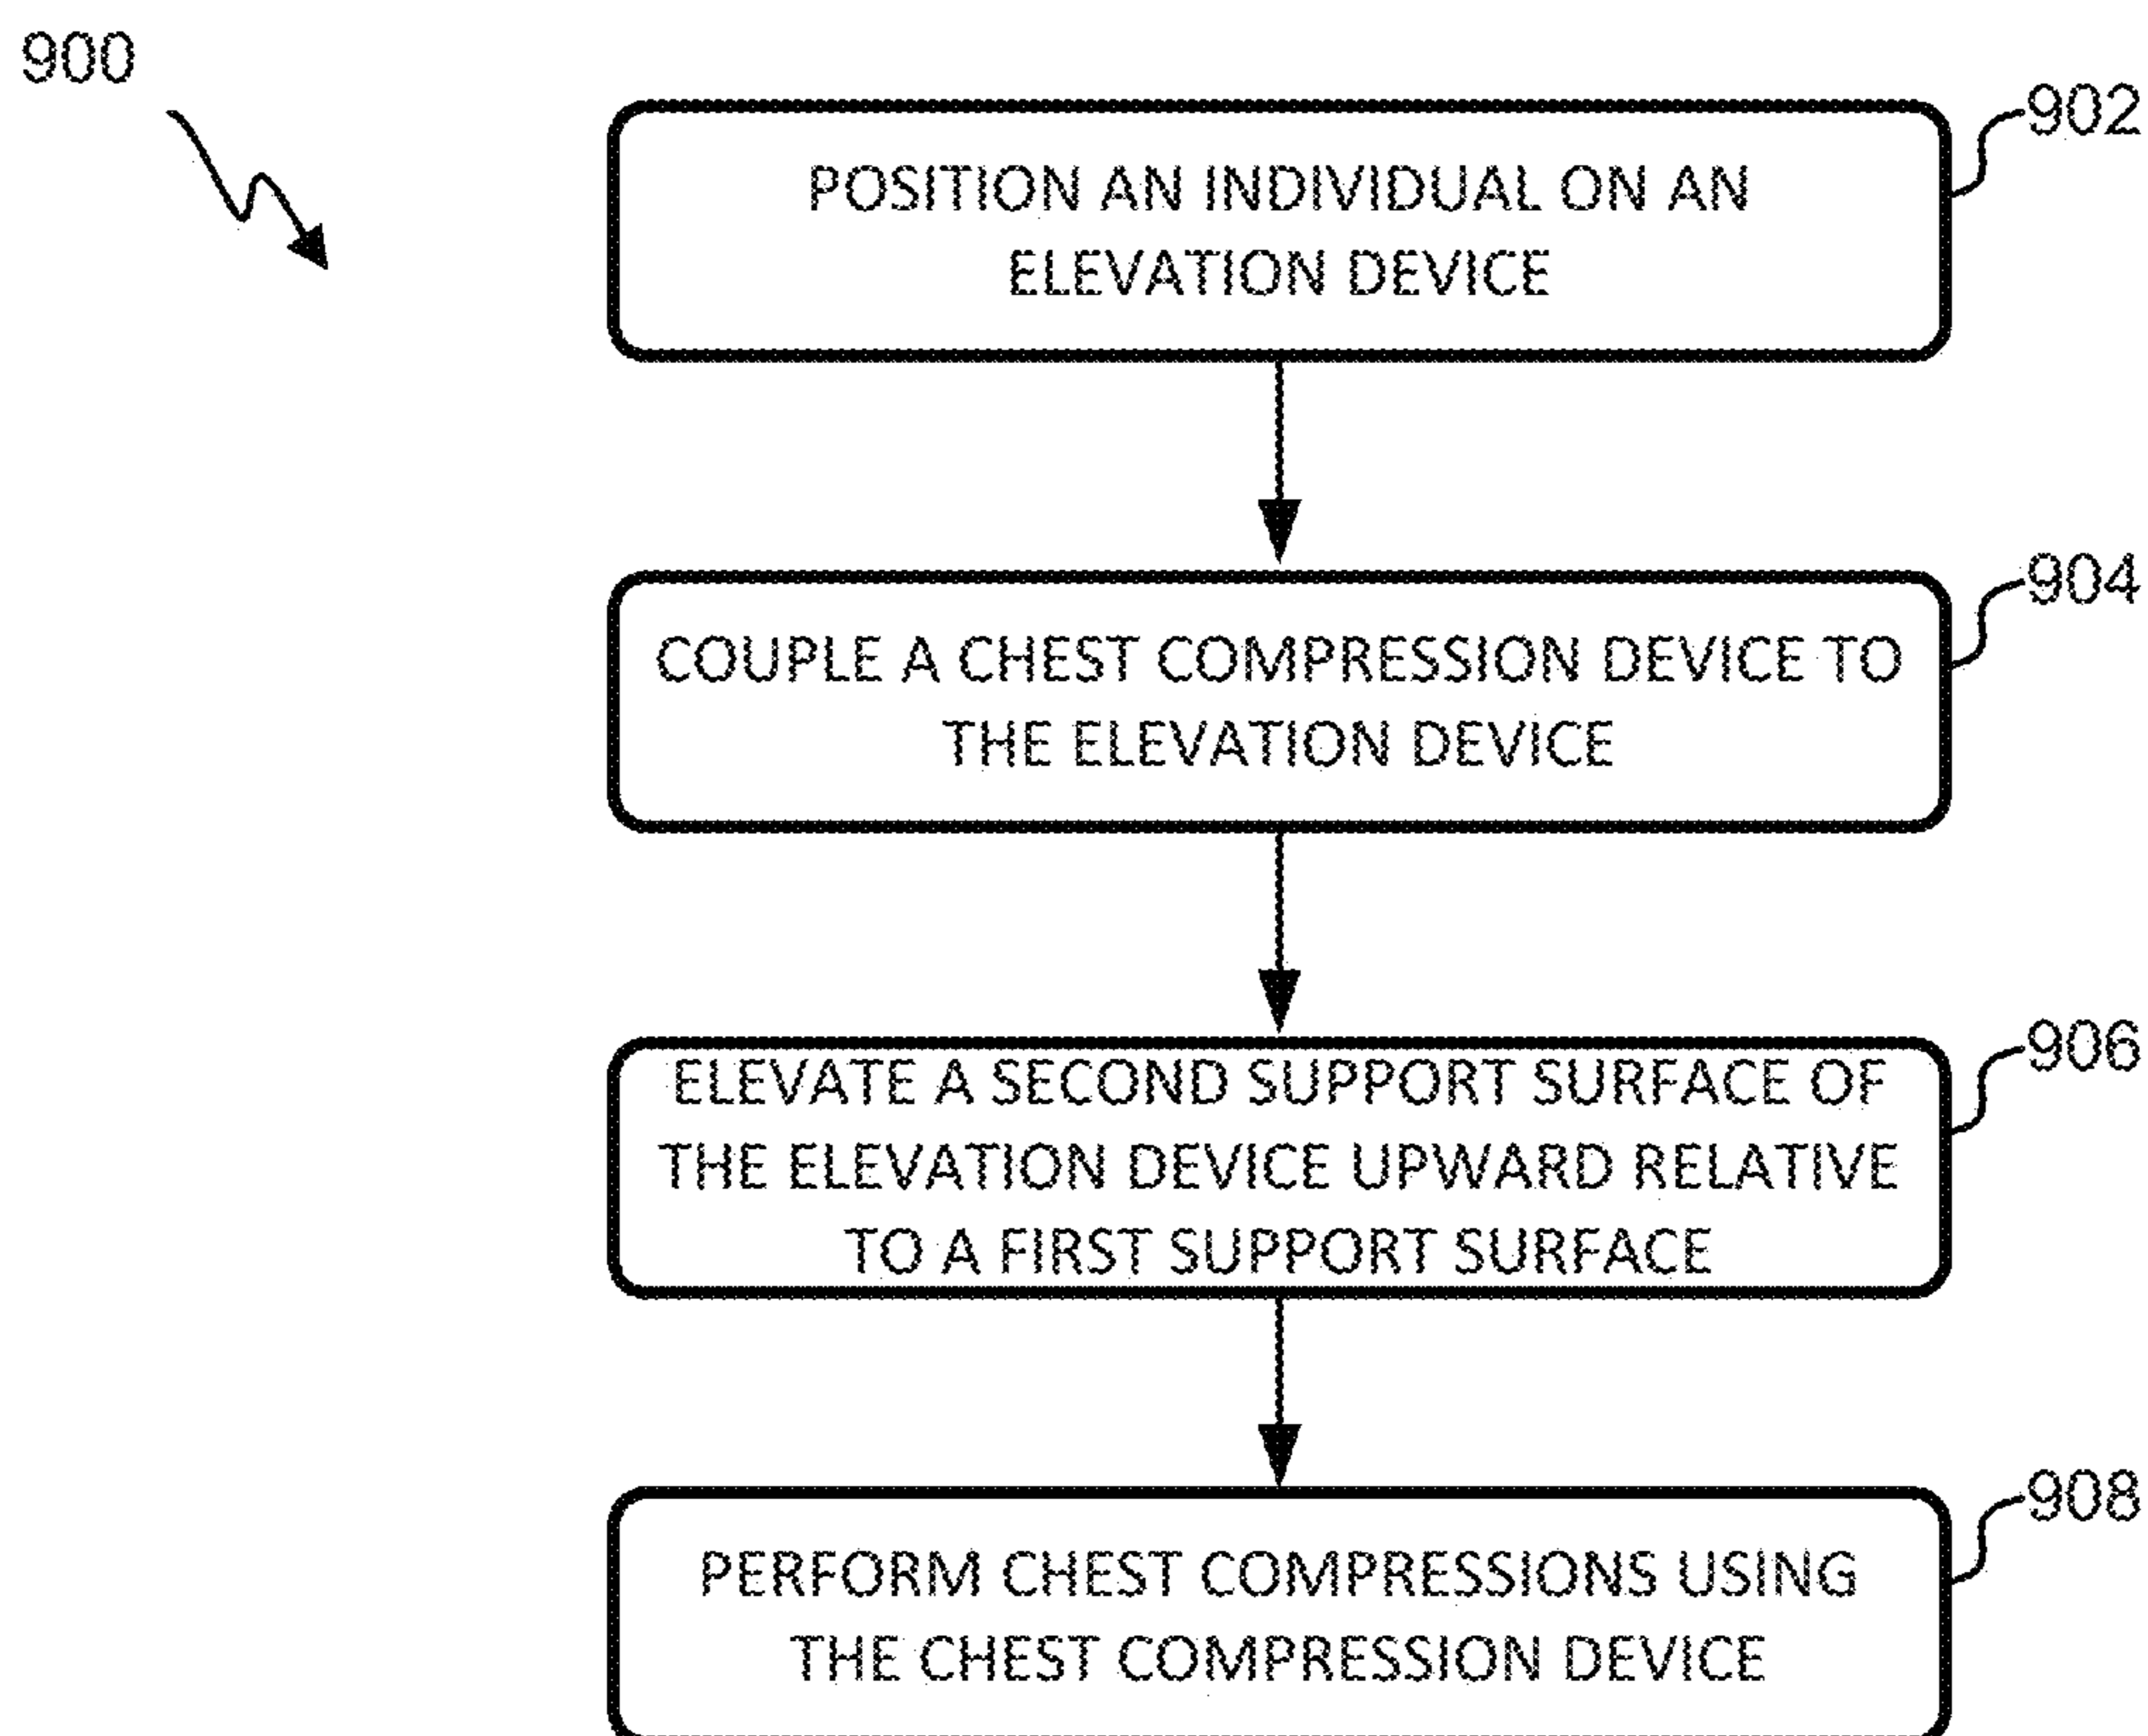 900
902
POSITION AN INDIVIDUAL ON AN
ELEVATION DEVICE
904
COUPLE A CHEST COMPRESSION DEVICE TO
THE ELEVATION DEVICE
906
ELEVATE A SECOND SUPPORT SURFACE OF
THE ELEVATION DEVICE UPWARD RELATIVE
TO A FIRST SUPPORT SURFACE
908
PERFORM CHEST COMPRESSIONS USING
THE CHEST COMPRESSION DEVICE